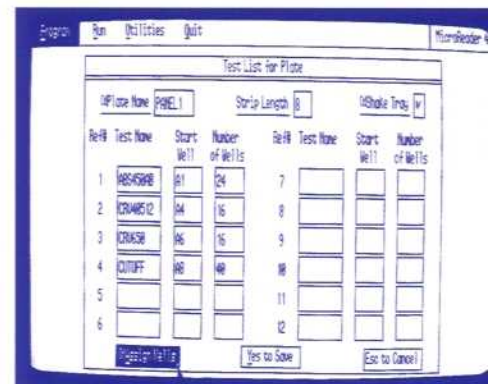 Program Run Utilities Quit MicroReader 4
Test List for Plate
Plate Name PANEL1 Strip Length 8 Shake Tray
Ref# Test Name Start Well Number of Wells Ref# Test Name Start Well Number of Wells
1 A1 24 7
2 A4 16 8
3 A6 16 9
4 CUTOFF A8 40 10
5 11
6 12
Assign Wells Yes to Save Esc to Cancel